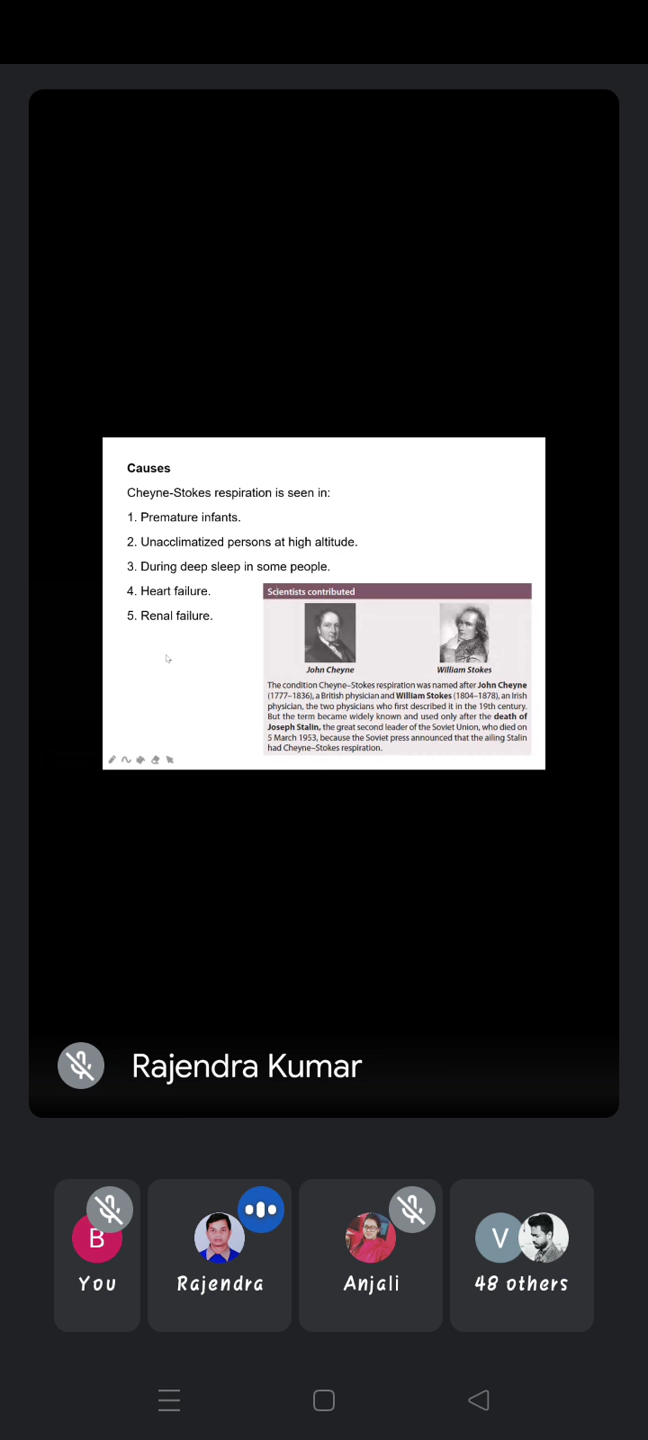 Causes
Cheyne-Stokes respiration is seen in:
1. Premature infants.
2. Unacclimatized persons at high altitude.
3. During deep sleep in some people.
4. Heart failure.
5. Renal failure.
Scientists contributed
John Cheyne
William Stokes
The condition Cheyne–Stokes respiration was named after John Cheyne
(1777–1836), a British physician and William Stokes (1804–1878), an Irish
physician, the two physicians who first described it in the 19th century.
But the term became widely known and used only after the death of
Joseph Stalin, the great second leader of the Soviet Union, who died on
5 March 1953, because the Soviet press announced that the ailing Stalin
had Cheyne–Stokes respiration.
Rajendra Kumar
B
V
You
Rajendra
Anjali
48 others